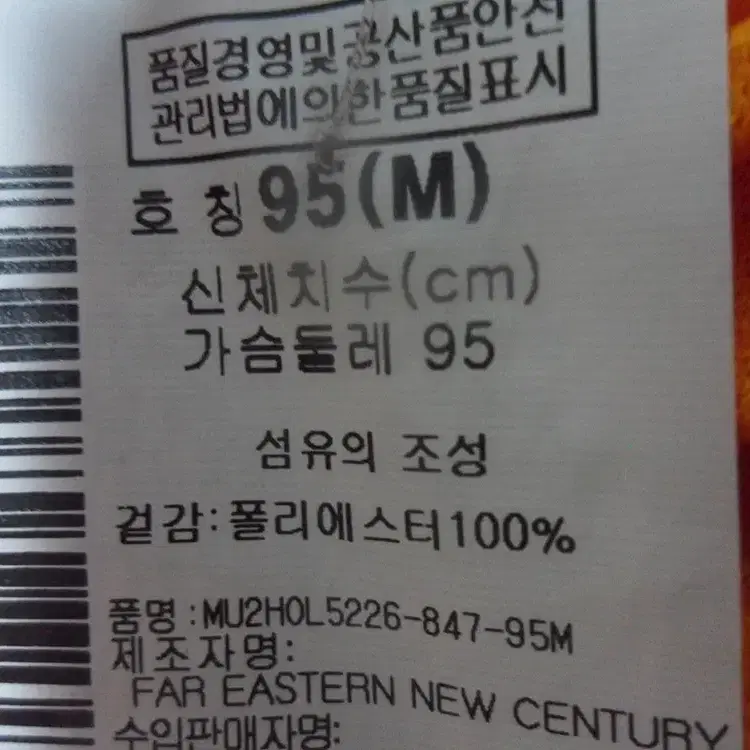 품질경영및공산품안전
관리법에의한품질표시
호 칭 95(M)
신체치수(cm)
가슴둘레 95
섬유의 조성
겉감:폴리에스터100%
품명:MU2HOL5226-847-95M
제조자명:
FAR EASTERN NEW CENTURY
수입판매자명: